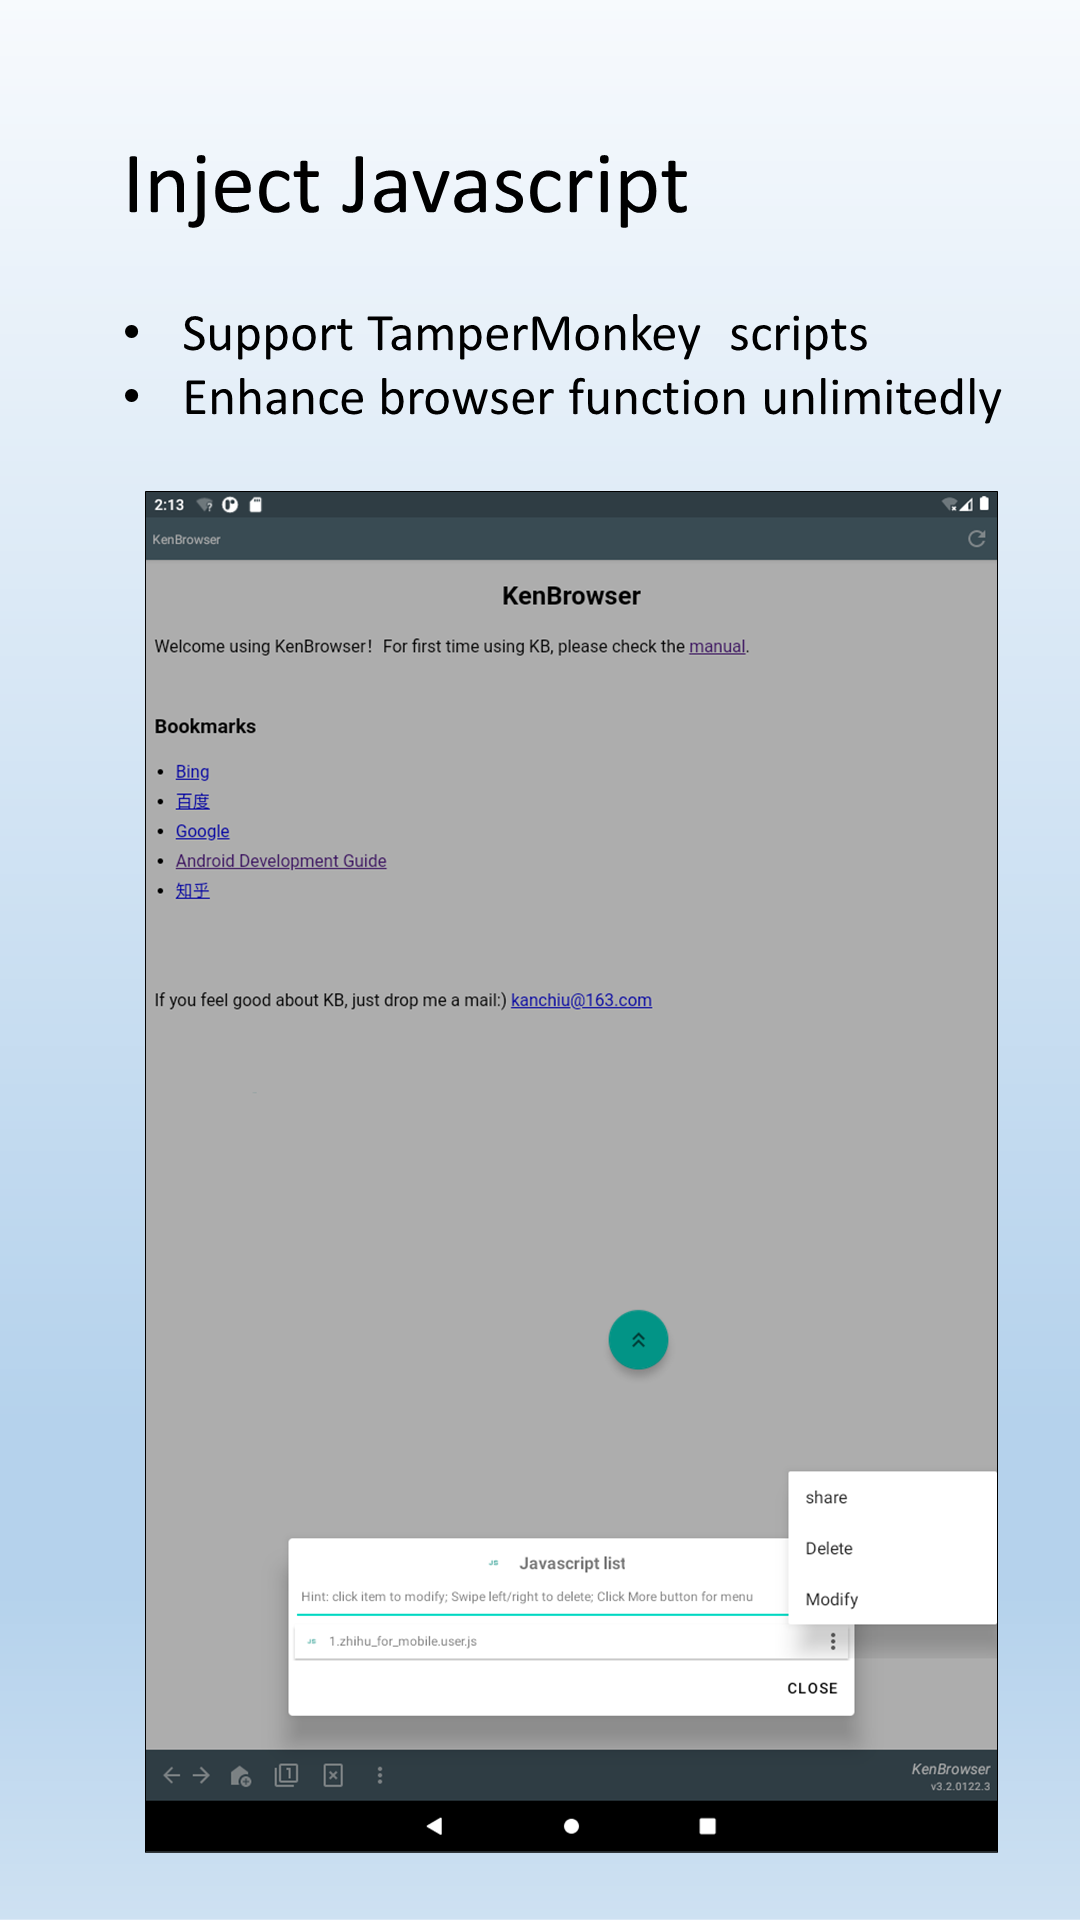 Inject Javascript
• Support TamperMonkey  scripts
• Enhance browser function unlimitedly
2:13
KenBrowser
KenBrowser
Welcome using KenBrowser！For first time using KB, please check the manual.
Bookmarks
• Bing
• 百度
• Google
• Android Development Guide
• 知乎
If you feel good about KB, just drop me a mail:) kanchiu@163.com
share
Delete
Modify
JS Javascript list
Hint: click item to modify; Swipe left/right to delete; Click More button for menu
JS 1.zhihu_for_mobile.user.js
CLOSE
1
KenBrowser
v3.2.0122.3